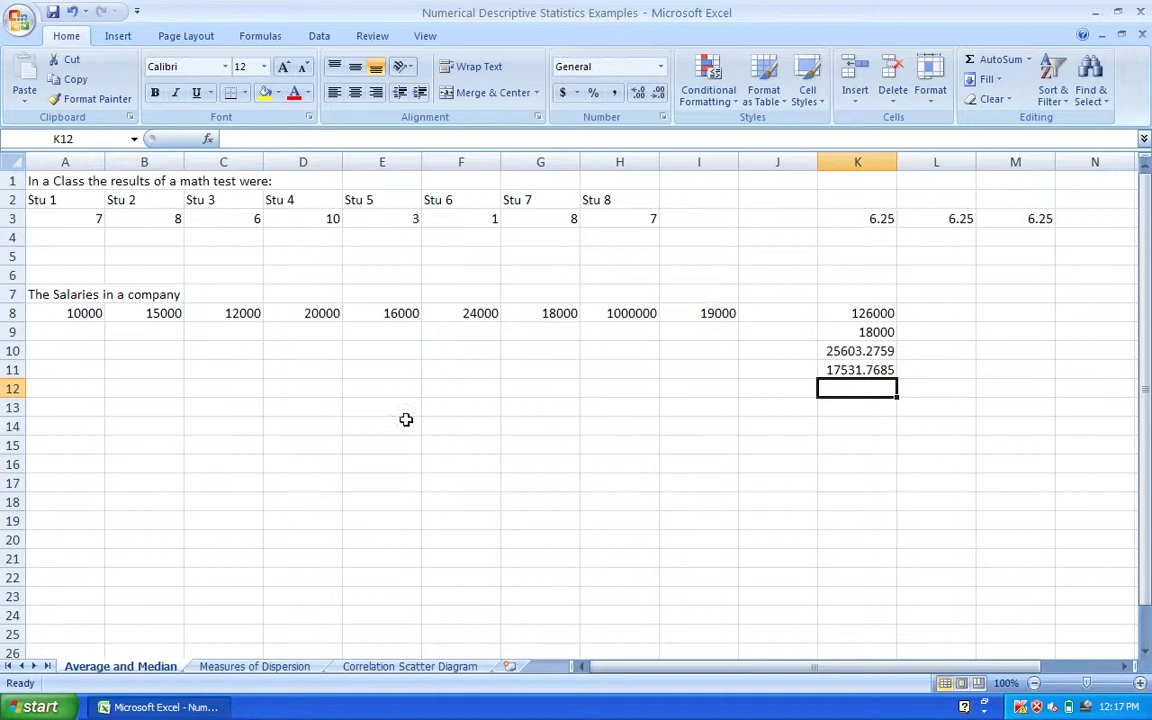 Numerical Descriptive Statistics Examples - Microsoft Excel
Home Insert Page Layout Formulas Data Review View
Paste
Cut
Copy
Format Painter
Clipboard
Calibri 12
B I U
Font
Wrap Text
Merge & Center
Alignment
General
$ % ,
Number
Conditional Formatting
Format as Table
Cell Styles
Styles
Insert Delete Format
Cells
Σ AutoSum
Fill
Clear
Sort & Filter
Find & Select
Editing
K12 fx
A B C D E F G H I J K L M N
1 In a Class the results of a math test were:
2 Stu 1 Stu 2 Stu 3 Stu 4 Stu 5 Stu 6 Stu 7 Stu 8
3 7 8 6 10 3 1 8 7 6.25 6.25 6.25
4
5
6
7 The Salaries in a company
8 10000 15000 12000 20000 16000 24000 18000 1000000 19000 126000
9 18000
10 25603.2759
11 17531.7685
12
13
14
15
16
17
18
19
20
21
22
23
24
25
26
Average and Median Measures of Dispersion Correlation Scatter Diagram
Ready 100%
start Microsoft Excel - Num... 12:17 PM